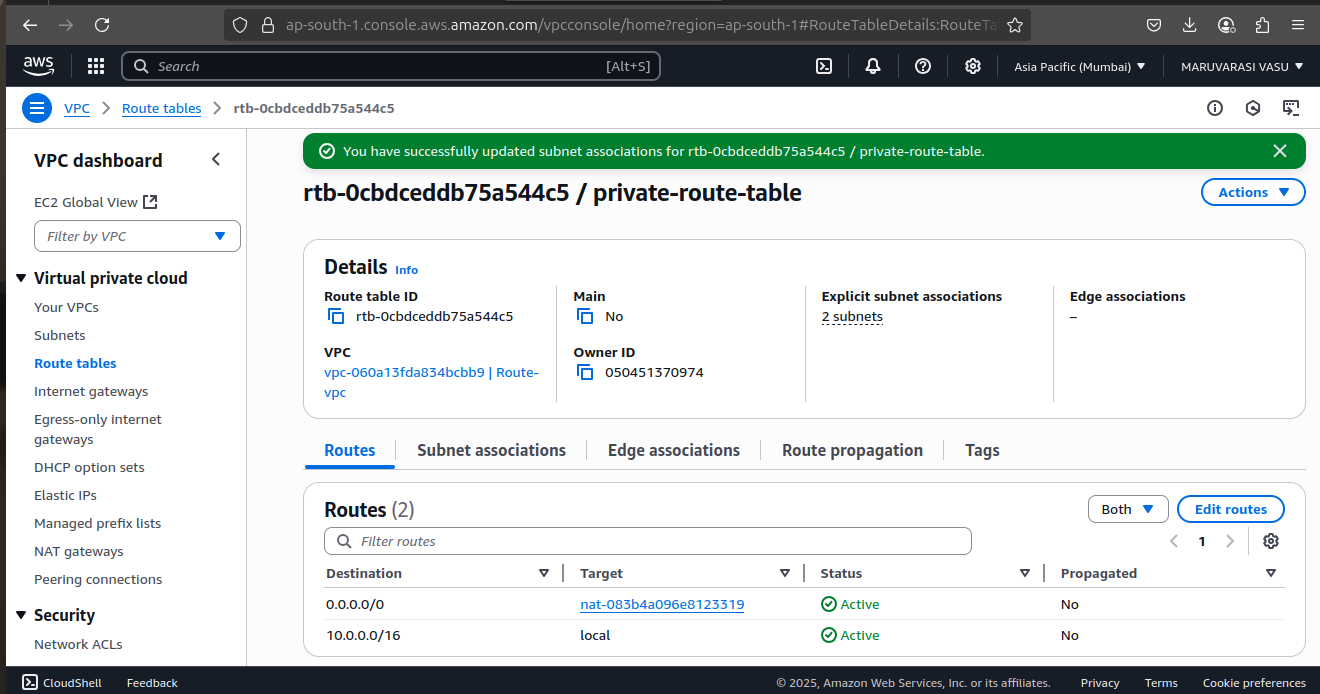 ap-south-1.console.aws.amazon.com/vpcconsole/home?region=ap-south-1#RouteTableDetails:RouteTa
aws
Search
[Alt+S]
Asia Pacific (Mumbai)
MARUVARASI VASU
VPC
Route tables
rtb-0cbdceddb75a544c5
VPC dashboard
EC2 Global View
Filter by VPC
Virtual private cloud
Your VPCs
Subnets
Route tables
Internet gateways
Egress-only internet
gateways
DHCP option sets
Elastic IPs
Managed prefix lists
NAT gateways
Peering connections
Security
Network ACLs
You have successfully updated subnet associations for rtb-0cbdceddb75a544c5 / private-route-table.
rtb-0cbdceddb75a544c5 / private-route-table
Actions
Details Info
Route table ID
rtb-0cbdceddb75a544c5
Main
No
Explicit subnet associations
2 subnets
Edge associations
–
VPC
vpc-060a13fda834bcbb9 | Route-
vpc
Owner ID
050451370974
Routes
Subnet associations
Edge associations
Route propagation
Tags
Routes (2)
Both
Edit routes
Filter routes
1
Destination Target Status Propagated
0.0.0.0/0 nat-083b4a096e8123319 Active No
10.0.0.0/16 local Active No
CloudShell Feedback © 2025, Amazon Web Services, Inc. or its affiliates. Privacy Terms Cookie preferences